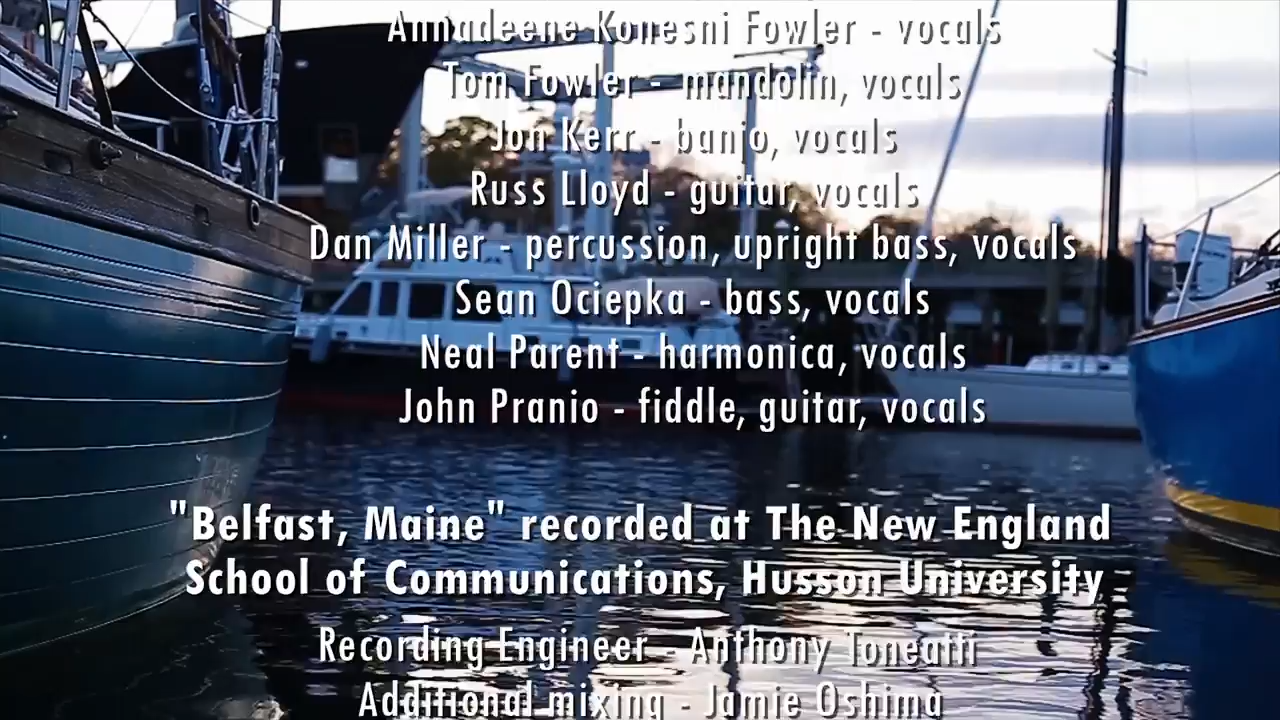 Annadeene Konesni Fowler - vocals
Tom Fowler - mandolin, vocals
Jon Kerr - banjo, vocals
Russ Lloyd - guitar, vocals
Dan Miller - percussion, upright bass, vocals
Sean Ociepka - bass, vocals
Neal Parent - harmonica, vocals
John Pranio - fiddle, guitar, vocals
"Belfast, Maine" recorded at The New England
School of Communications, Husson University
Recording Engineer - Anthony Toneatti
Additional mixing - Jamie Oshima